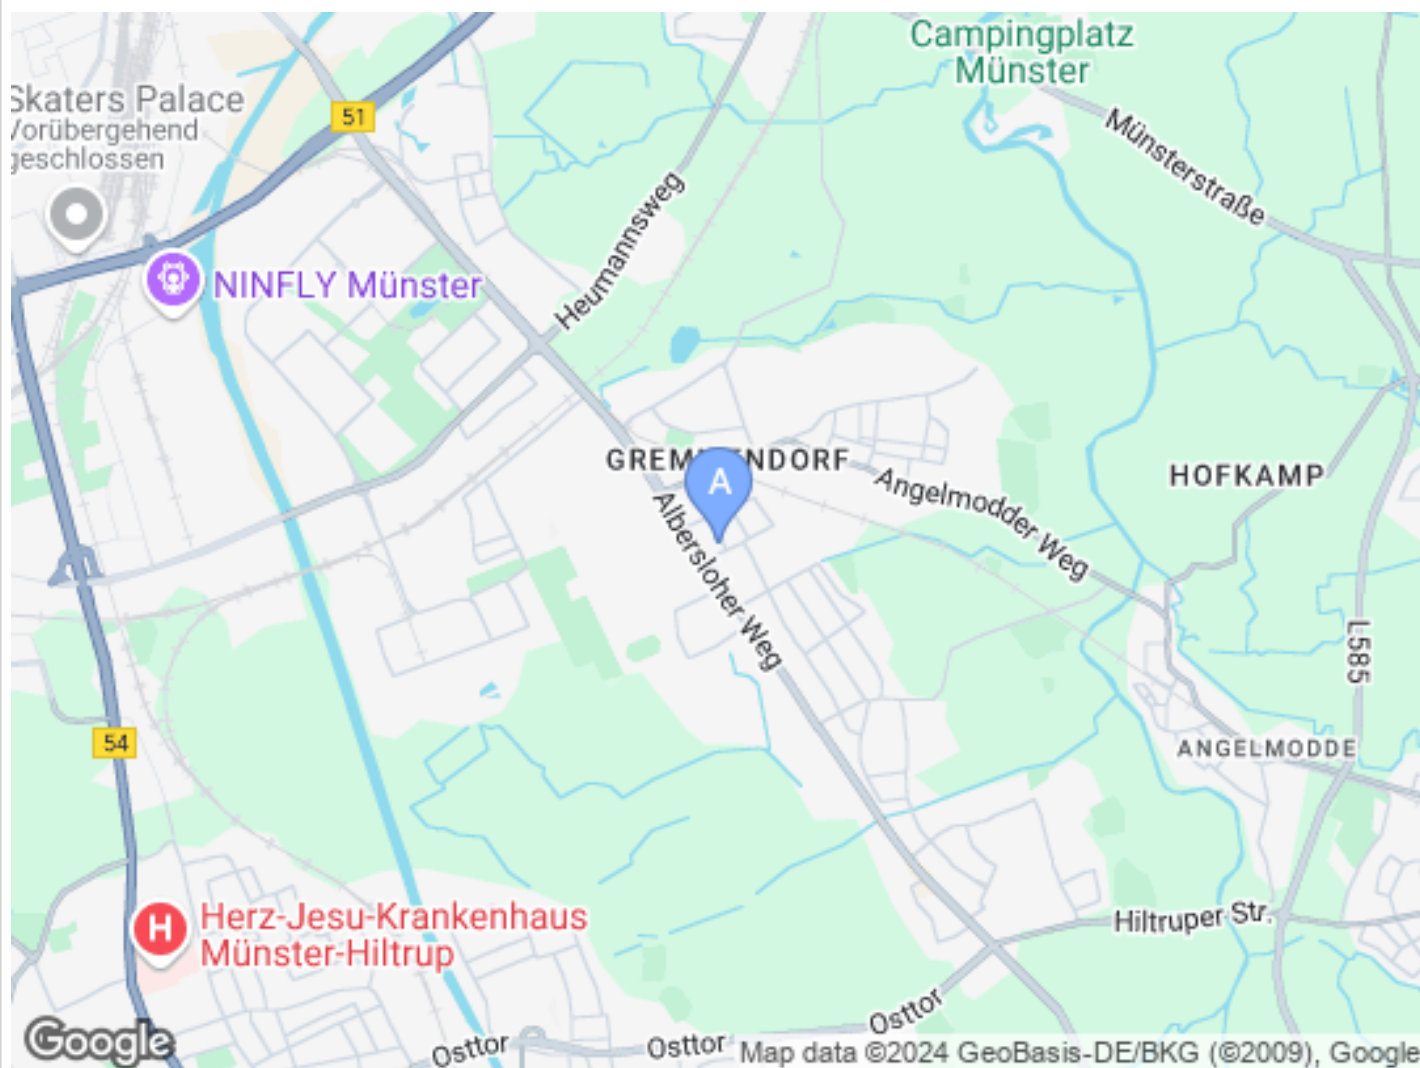 Campingplatz
Münster
Skaters Palace
Vorübergehend
geschlossen
51
Münsterstraße
Heumannsweg
NINFLY Münster
A
HOFKAMP
Angelmodder Weg
Albersloher Weg
L585
54
ANGELMODDE
Herz-Jesu-Krankenhaus
Münster-Hiltrup
H
Hiltruper Str.
Osttor
Osttor
Osttor
Google
Map data ©2024 GeoBasis-DE/BKG (©2009), Google